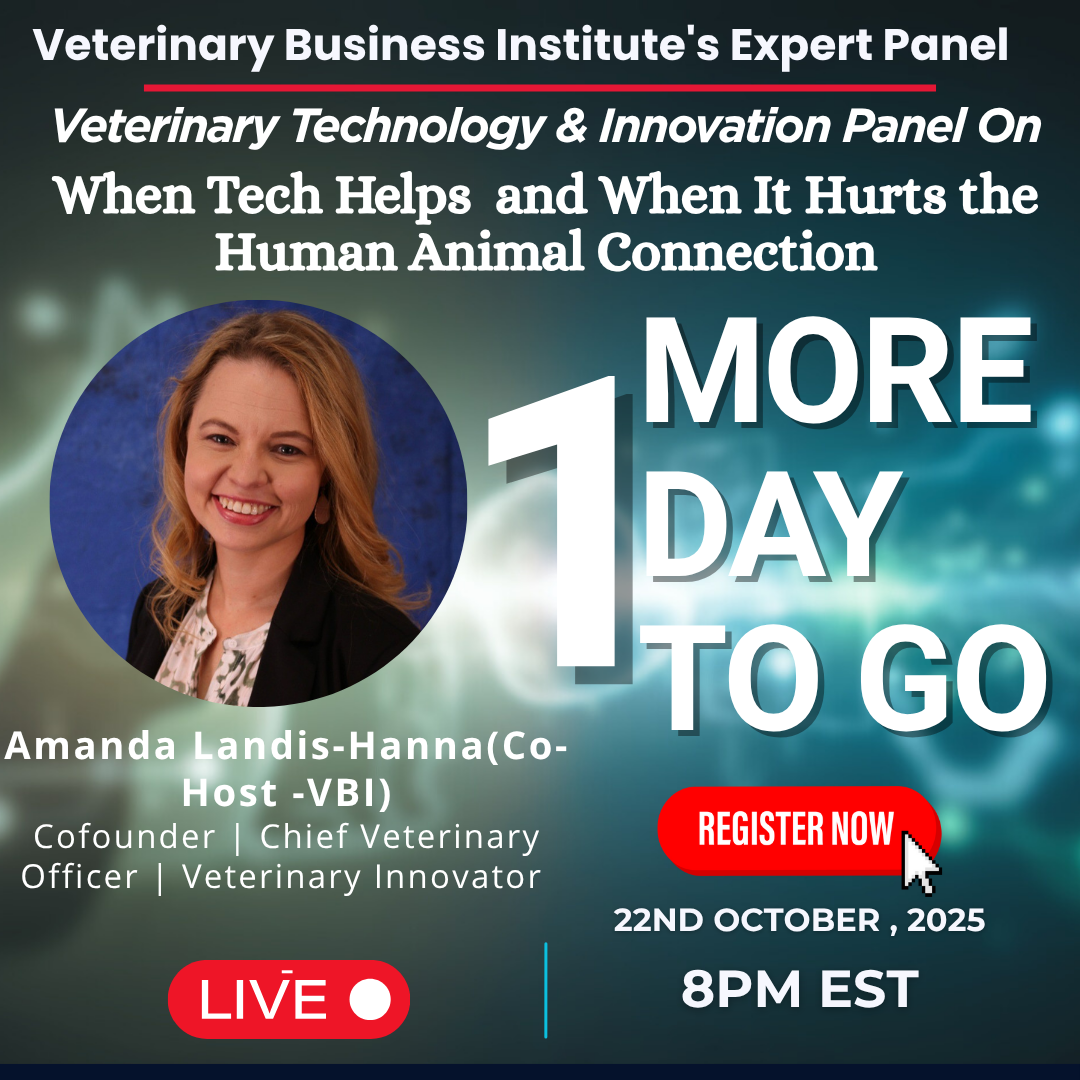 Veterinary Business Institute's Expert Panel
Veterinary Technology & Innovation Panel On
When Tech Helps and When It Hurts the
Human Animal Connection
1
MORE
DAY
TO GO
Amanda Landis-Hanna(Co-
Host -VBI)
Cofounder | Chief Veterinary
Officer | Veterinary Innovator
REGISTER NOW
22ND OCTOBER , 2025
8PM EST
LIVE